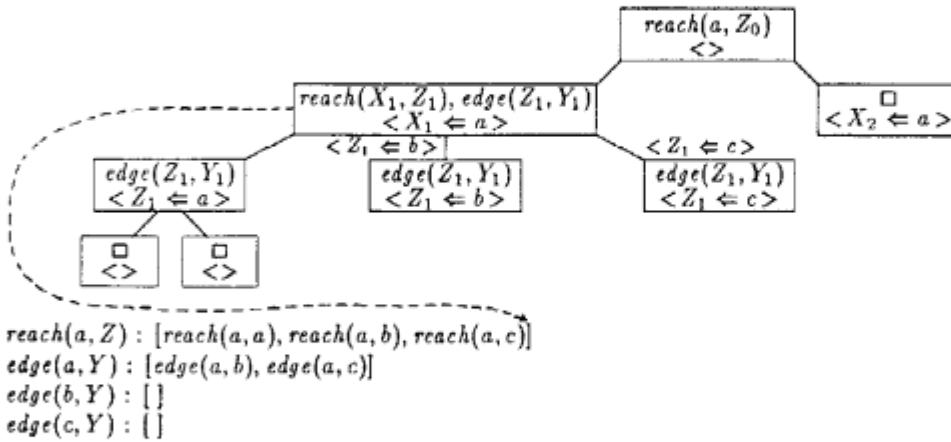 reach(a, Z₀)
<>
reach(X₁, Z₁), edge(Z₁, Y₁)
< X₁ ⇐ a >
□
< X₂ ⇐ a >
< Z₁ ⇐ b >
< Z₁ ⇐ c >
edge(Z₁, Y₁)
< Z₁ ⇐ a >
edge(Z₁, Y₁)
< Z₁ ⇐ b >
edge(Z₁, Y₁)
< Z₁ ⇐ c >
□
<>
□
<>
reach(a, Z) : [reach(a, a), reach(a, b), reach(a, c)]
edge(a, Y) : [edge(a, b), edge(a, c)]
edge(b, Y) : [ ]
edge(c, Y) : [ ]